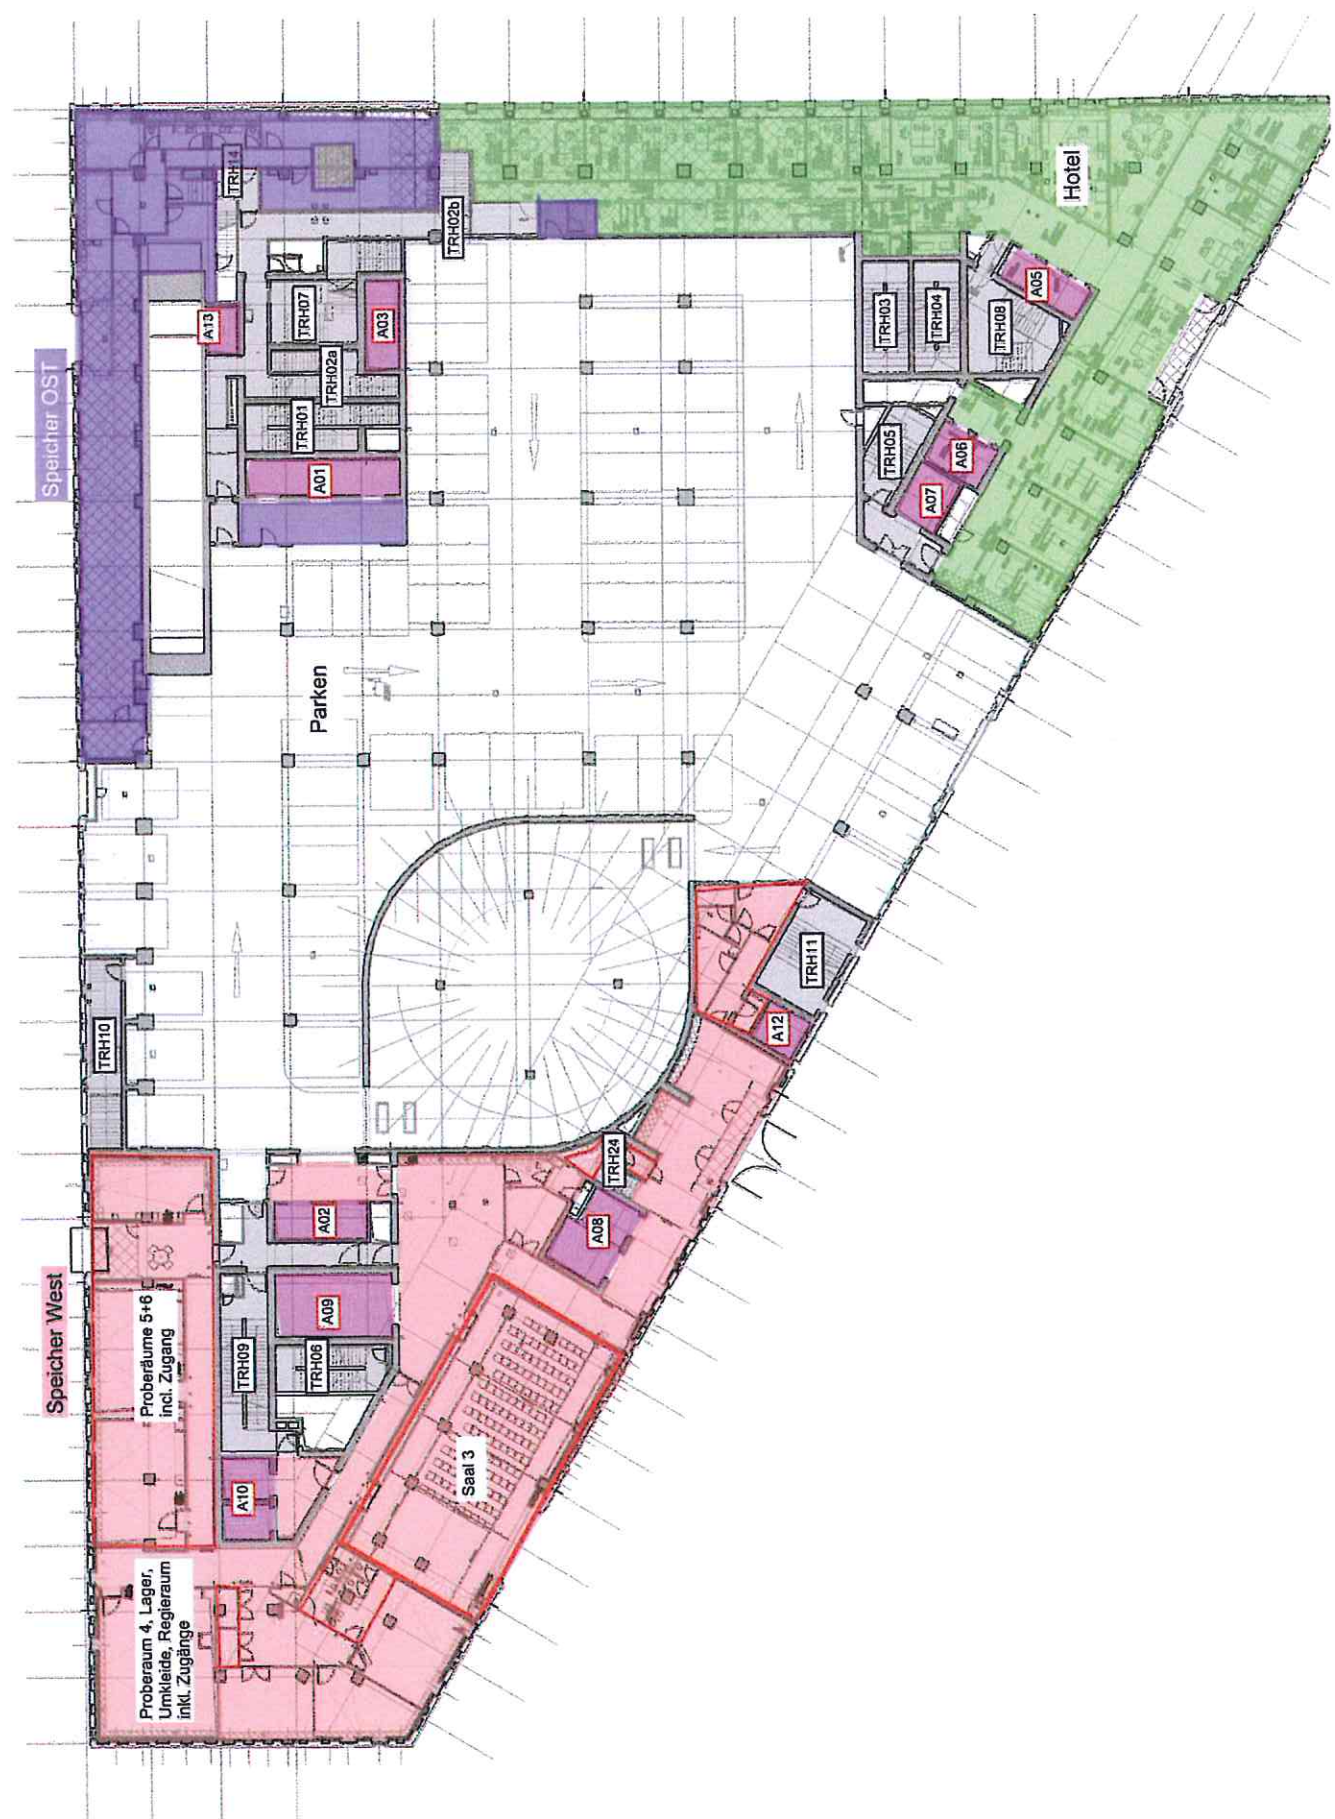 Speicher West
Speicher OST
Proberaum 4, Lager,
Umkleide, Regieraum
inkl. Zugänge
Proberäume 5+6
incl. Zugang
TRH10
TRH14
A13
A10
TRH09
A02
A09
TRH06
Parken
A01
TRH01
TRH02a
TRH07
A03
TRH02b
Saal 3
A08
TRH24
A12
TRH11
A07
A06
TRH05
TRH03
TRH04
TRH08
A05
Hotel